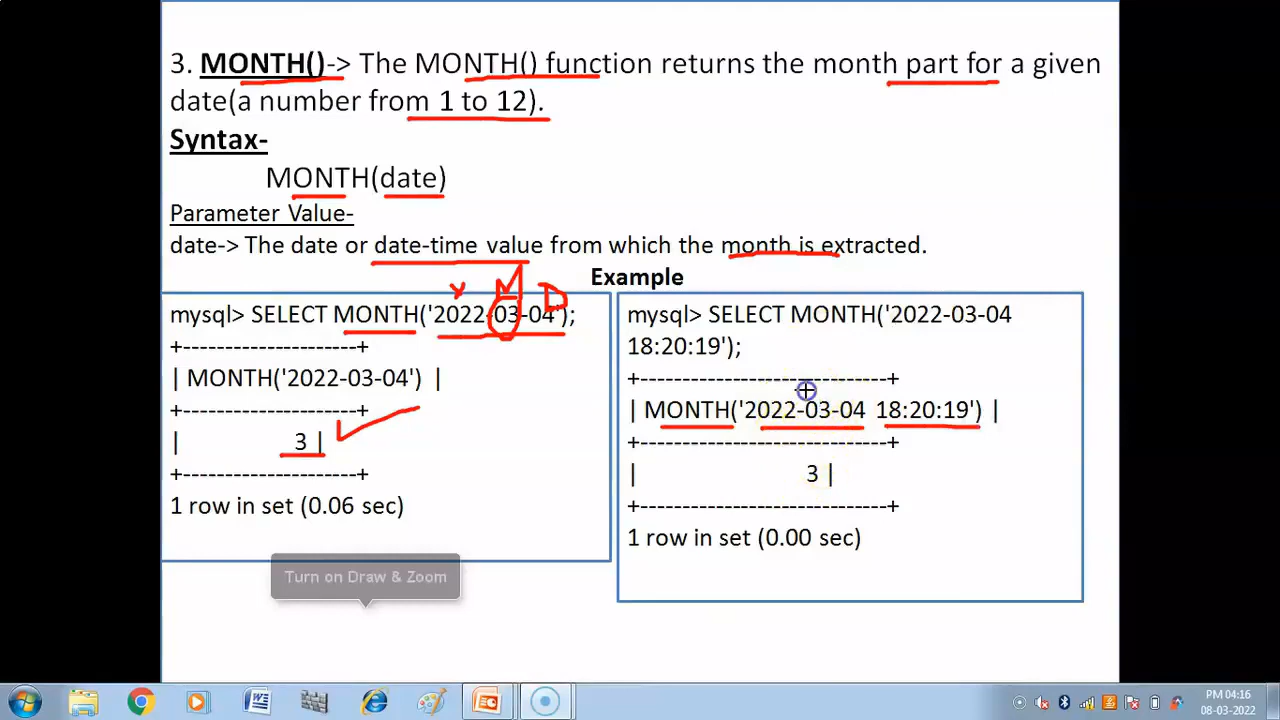 3. MONTH()-> The MONTH() function returns the month part for a given
date(a number from 1 to 12).
Syntax-
MONTH(date)
Parameter Value-
date-> The date or date-time value from which the month is extracted.
Example
Y M D
mysql> SELECT MONTH('2022-03-04');
+---------------------+
| MONTH('2022-03-04') |
+---------------------+
| 3 |
+---------------------+
1 row in set (0.06 sec)
mysql> SELECT MONTH('2022-03-04
18:20:19');
+------------------------------+
| MONTH('2022-03-04 18:20:19') |
+------------------------------+
| 3 |
+------------------------------+
1 row in set (0.00 sec)
Turn on Draw & Zoom
PM 04:16
08-03-2022